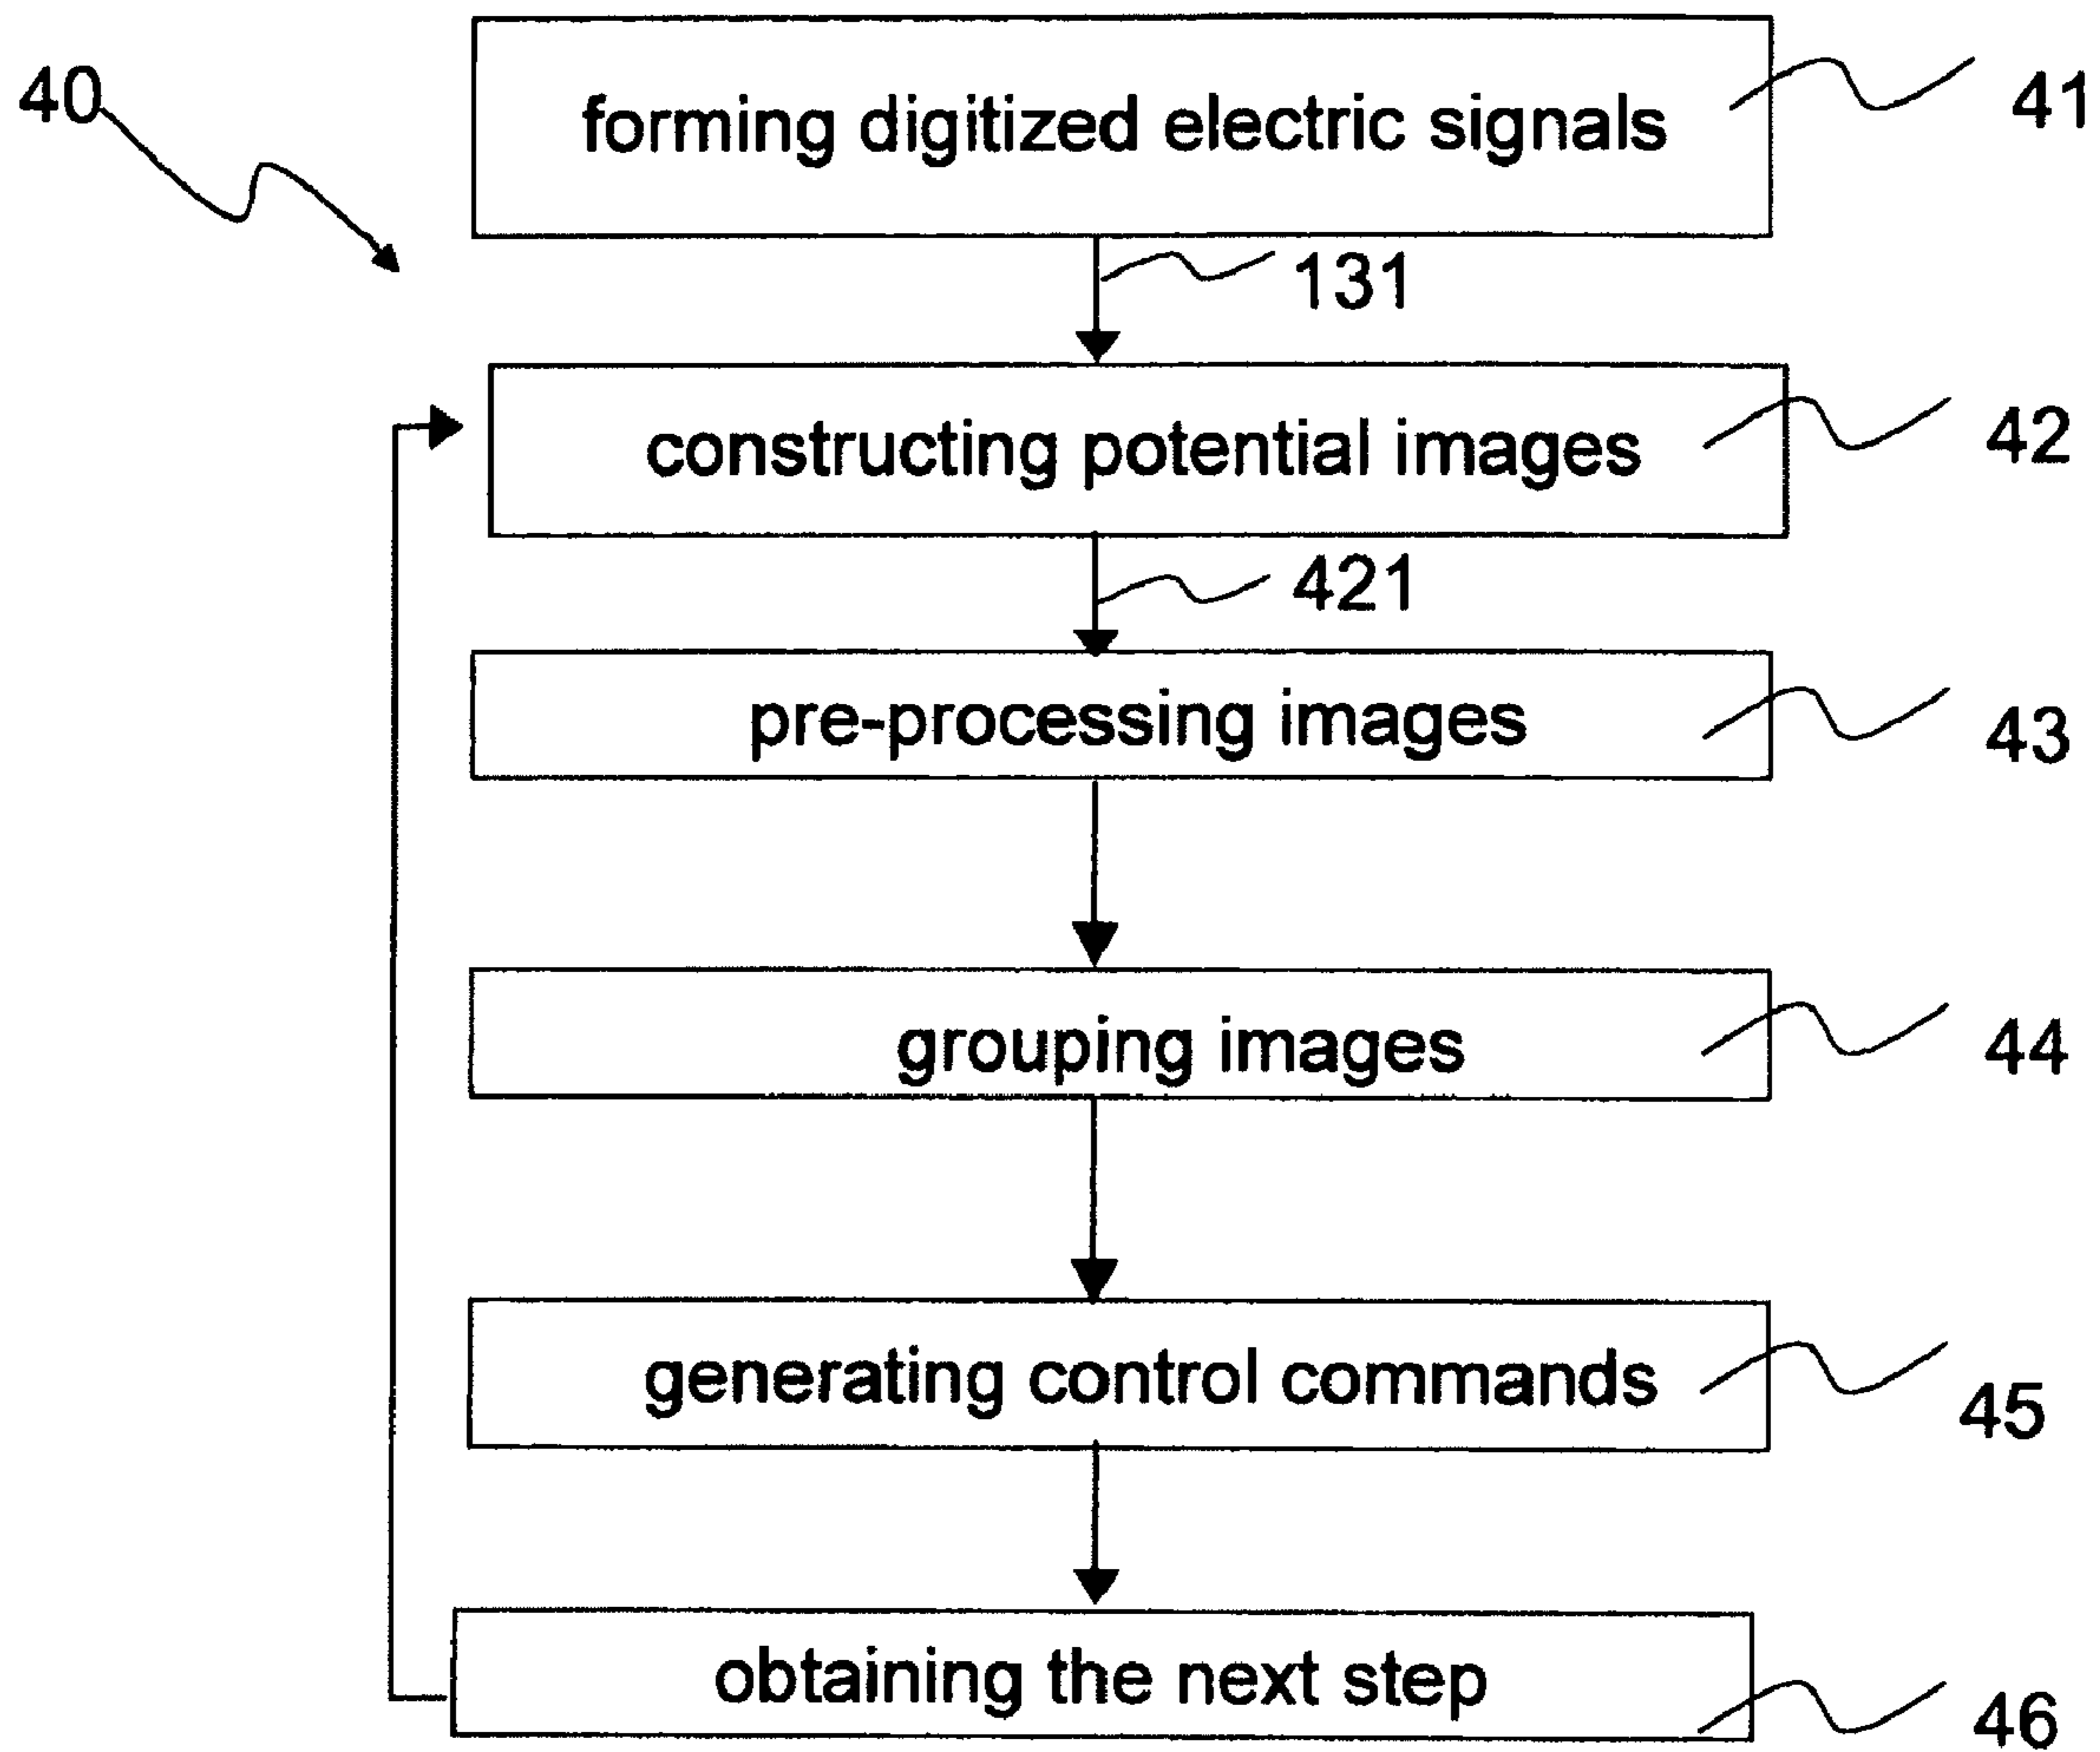 40
forming digitized electric signals 41
131
constructing potential images 42
421
pre-processing images 43
grouping images 44
generating control commands 45
obtaining the next step 46